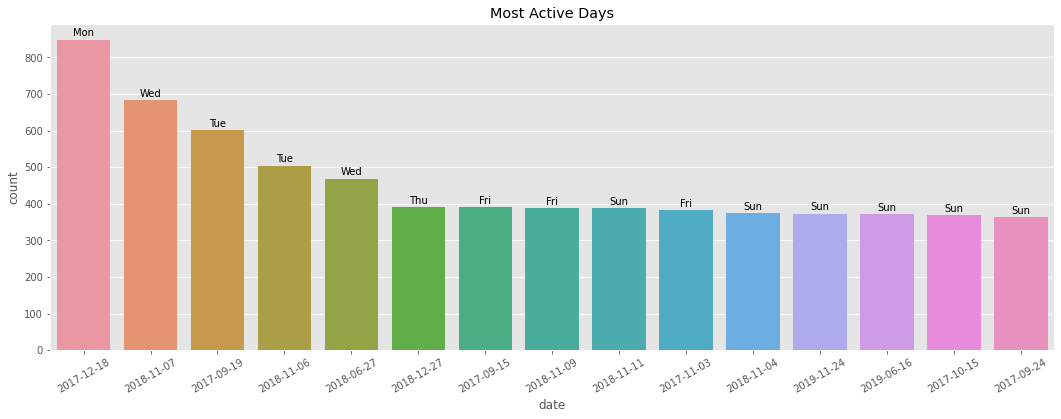 Most Active Days
count
800
700
600
500
400
300
200
100
0
Mon
Wed
Tue
Tue
Wed
Thu
Fri
Fri
Sun
Fri
Sun
Sun
Sun
Sun
Sun
2017-12-18
2018-11-07
2017-09-19
2018-11-06
2018-06-27
2018-12-27
2017-09-15
2018-11-09
2018-11-11
2017-11-03
2018-11-04
2019-11-24
2019-06-16
2017-10-15
2017-09-24
date